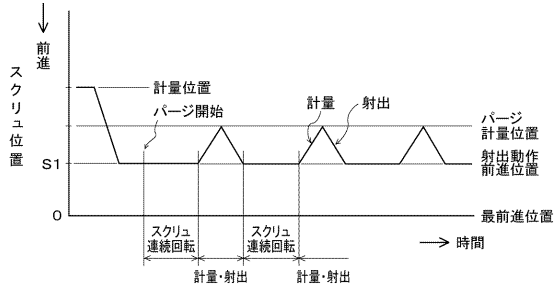 前進
スクリュ位置
計量位置
パージ開始
計量
射出
パージ
計量位置
S1
射出動作
前進位置
0
最前進位置
スクリュ
連続回転
スクリュ
連続回転
時間
計量・射出
計量・射出